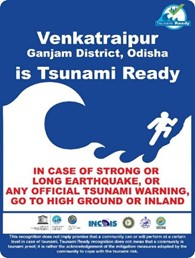 Tsunami Ready
Venkatraipur
Ganjam District, Odisha
is Tsunami Ready
IN CASE OF STRONG OR
LONG EARTHQUAKE, OR
ANY OFFICIAL TSUNAMI WARNING,
GO TO HIGH GROUND OR INLAND
unesco
INCOIS
This recognition does not imply promise that a community can or will perform at a certain
level in case of tsunami. Tsunami Ready recognition does not mean that a community is
tsunami proof; it is rather the acknowledgement of the mitigation measures adopted by the
community to cope with the tsunami risk.